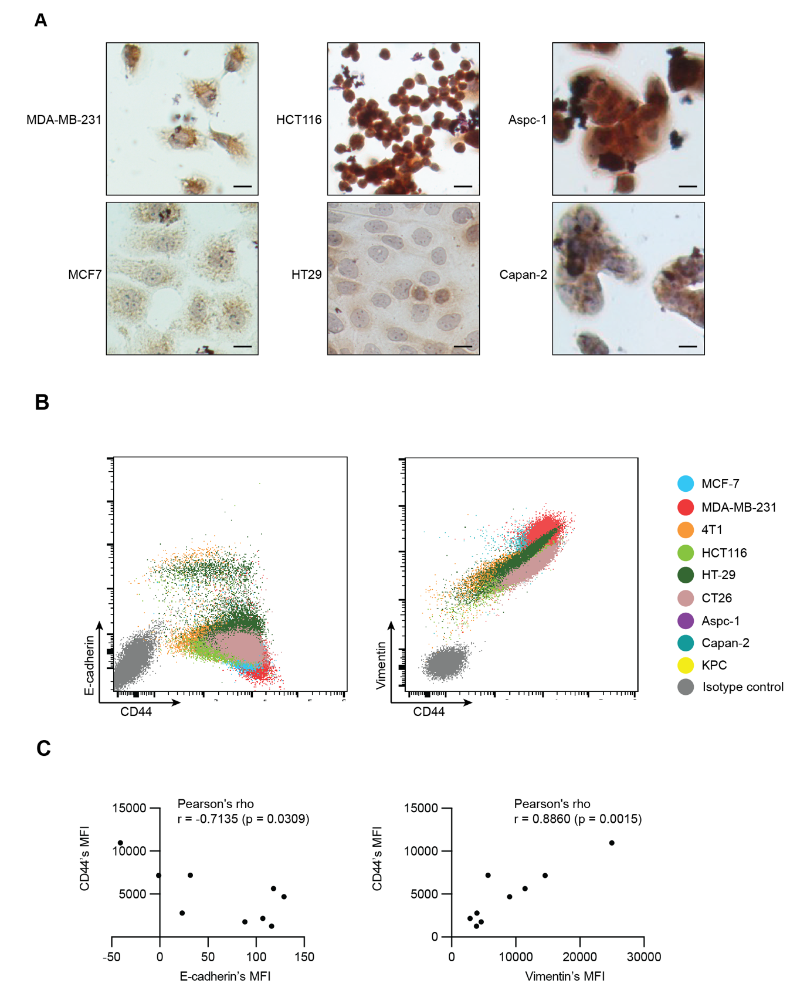 A
MDA-MB-231
HCT116
Aspc-1
MCF7
HT29
Capan-2
B
E-cadherin
CD44
Vimentin
CD44
MCF-7
MDA-MB-231
4T1
HCT116
HT-29
CT26
Aspc-1
Capan-2
KPC
Isotype control
C
Pearson's rho
r = -0.7135 (p = 0.0309)
CD44's MFI
15000
10000
5000
-50 0 50 100 150
E-cadherin's MFI
Pearson's rho
r = 0.8860 (p = 0.0015)
CD44's MFI
15000
10000
5000
0
0 10000 20000 30000
Vimentin's MFI